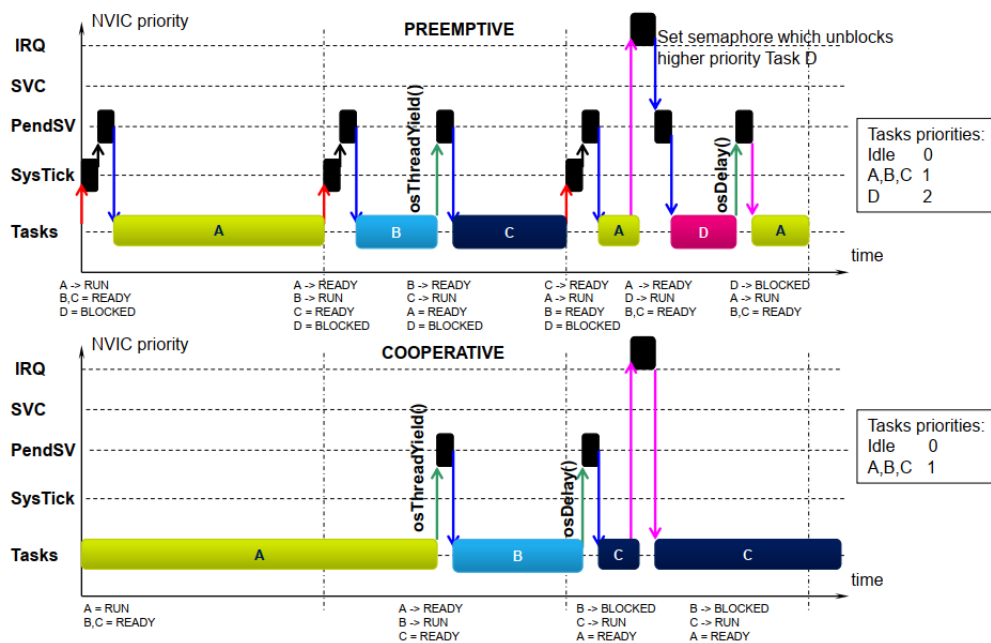 NVIC priority
PREEMPTIVE
IRQ
Set semaphore which unblocks
higher priority Task D
SVC
PendSV
osThreadYield()
osDelay()
SysTick
Tasks priorities:
Idle 0
A,B,C 1
D 2
Tasks
A
B
C
A
D
A
time
A -> RUN
B,C = READY
D = BLOCKED
A -> READY
B -> RUN
C = READY
D = BLOCKED
B -> READY
C -> RUN
A = READY
D = BLOCKED
C -> READY
A -> RUN
B = READY
D = BLOCKED
A -> READY
D -> RUN
B,C = READY
D -> BLOCKED
A -> RUN
B,C = READY
NVIC priority
COOPERATIVE
IRQ
SVC
PendSV
osThreadYield()
osDelay()
SysTick
Tasks priorities:
Idle 0
A,B,C 1
Tasks
A
B
C
C
time
A = RUN
B,C = READY
A -> READY
B -> RUN
C = READY
B -> BLOCKED
C -> RUN
A = READY
B -> BLOCKED
C -> RUN
A = READY